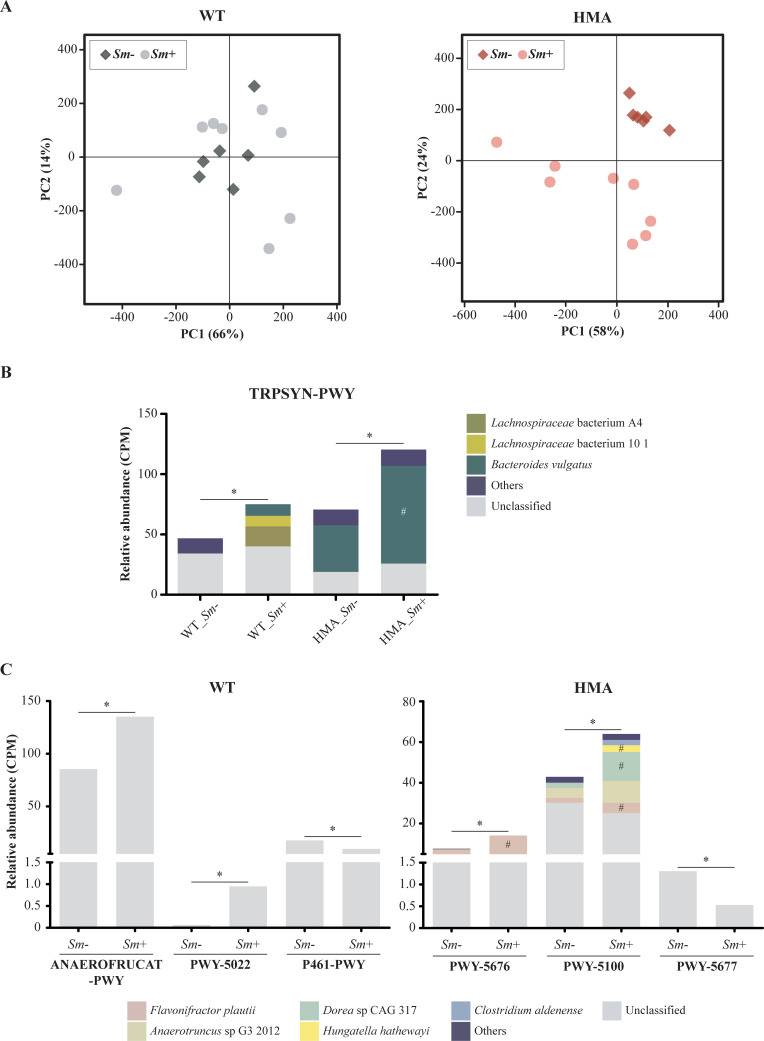 A
WT
HMA
Sm- Sm+
Sm- Sm+
400
200
0
-200
-400
PC2 (14%)
-400 -200 0 200 400
PC1 (66%)
400
200
0
-200
-400
PC2 (24%)
-600 -400 -200 0 200 400
PC1 (58%)
B
TRPSYN-PWY
Relative abundance (CPM)
150
100
50
0
*
*
#
WT_Sm-
WT_Sm+
HMA_Sm-
HMA_Sm+
Lachnospiraceae bacterium A4
Lachnospiraceae bacterium 10 1
Bacteroides vulgatus
Others
Unclassified
C
WT
HMA
Relative abundance (CPM)
150
100
50
1.5
1.0
0.5
0
*
*
*
Sm- Sm+ Sm- Sm+ Sm- Sm+
ANAEROFRUCAT
-PWY
PWY-5022
P461-PWY
80
60
40
20
1.5
1.0
0.5
0
*
#
*
#
#
#
*
Sm- Sm+ Sm- Sm+ Sm- Sm+
PWY-5676
PWY-5100
PWY-5677
Flavonifractor plautii
Dorea sp CAG 317
Clostridium aldenense
Unclassified
Anaerotruncus sp G3 2012
Hungatella hathewayi
Others